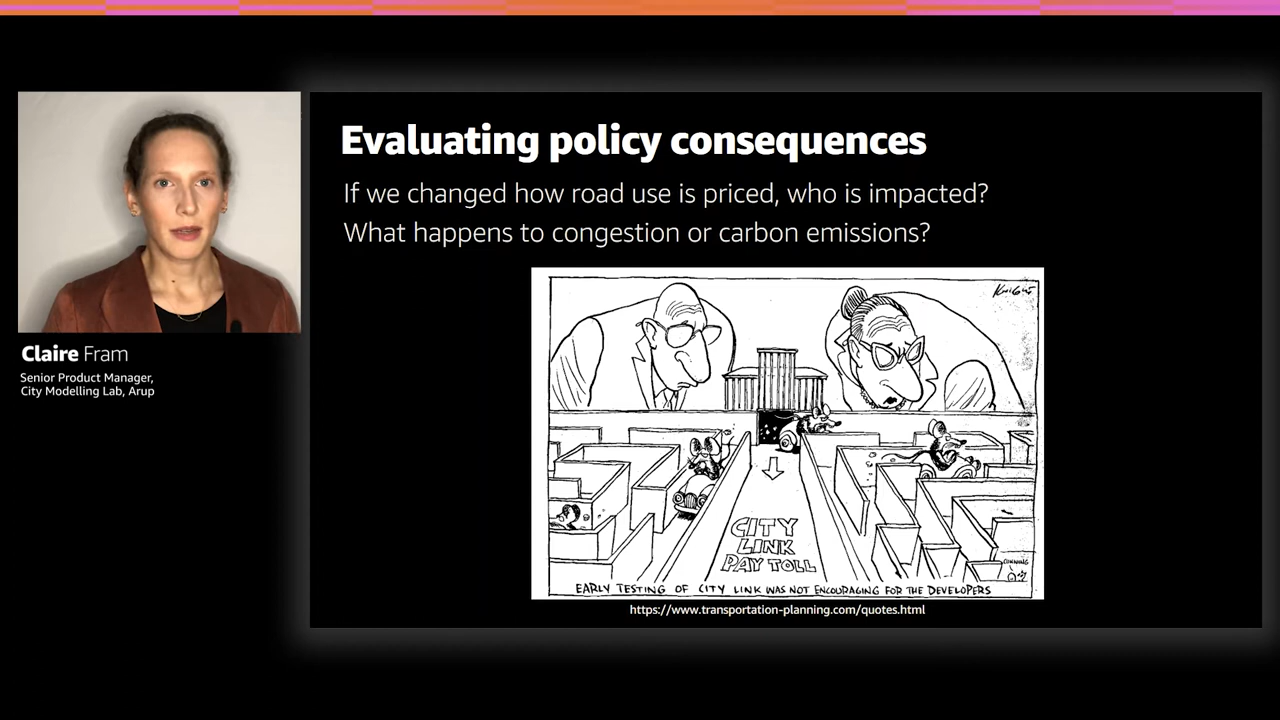 Evaluating policy consequences
If we changed how road use is priced, who is impacted?
What happens to congestion or carbon emissions?
Claire Fram
Senior Product Manager,
City Modelling Lab, Arup
CITY
LINK
PAY TOLL
EARLY TESTING OF CITY LINK WAS NOT ENCOURAGING FOR THE DEVELOPERS
https://www.transportation-planning.com/quotes.html